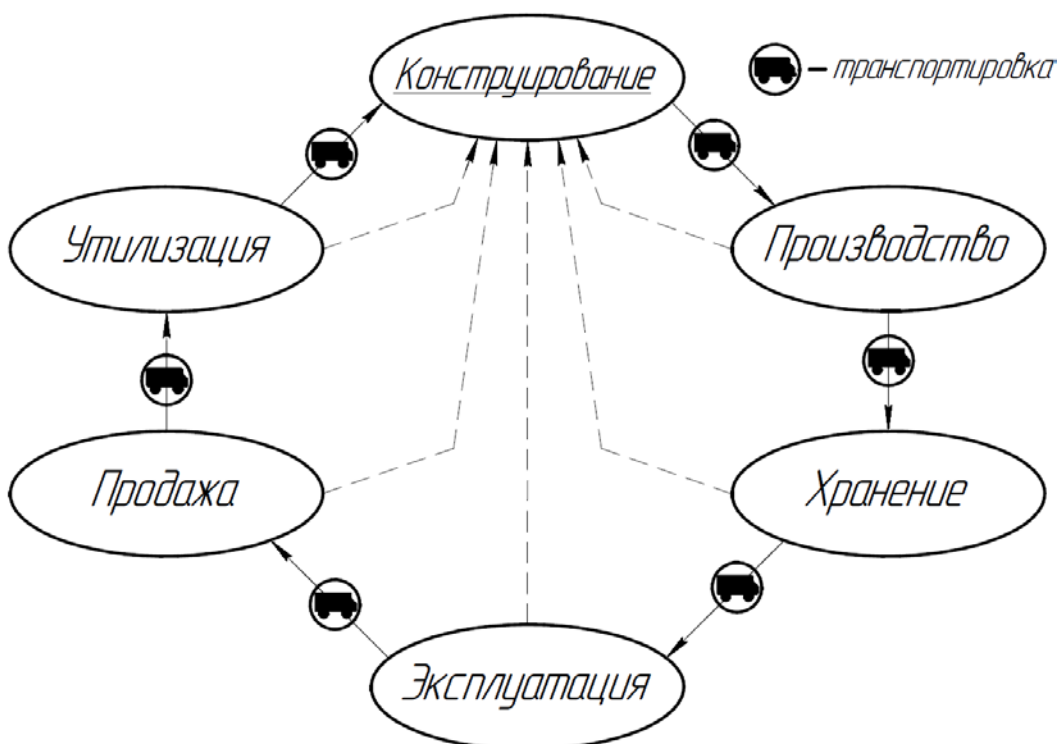 Конструирование
– транспортировка
Утилизация
Производство
Продажа
Хранение
Эксплуатация